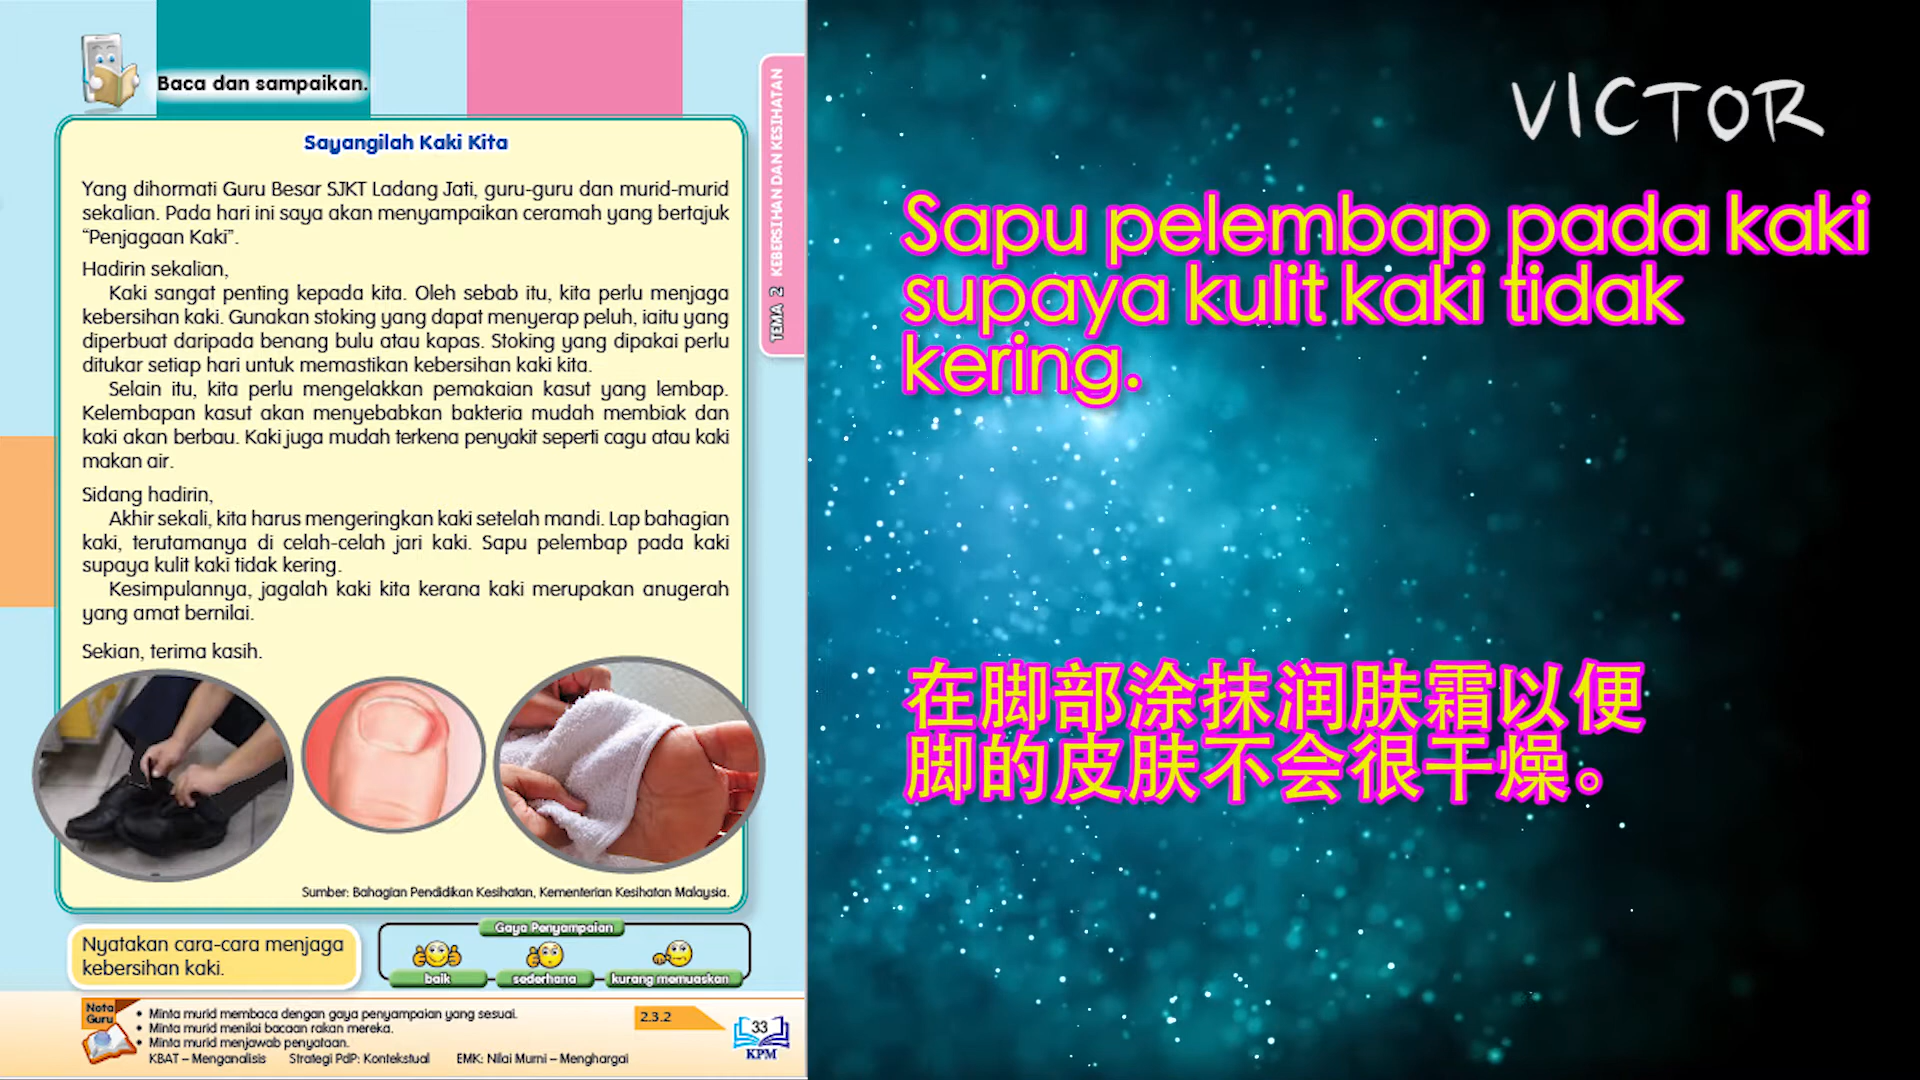 Baca dan sampaikan.
Sayangilah Kaki Kita
Yang dihormati Guru Besar SJKT Ladang Jati, guru-guru dan murid-murid
sekalian. Pada hari ini saya akan menyampaikan ceramah yang bertajuk
“Penjagaan Kaki”.
Hadirin sekalian,
Kaki sangat penting kepada kita. Oleh sebab itu, kita perlu menjaga
kebersihan kaki. Gunakan stoking yang dapat menyerap peluh, iaitu yang
diperbuat daripada benang bulu atau kapas. Stoking yang dipakai perlu
ditukar setiap hari untuk memastikan kebersihan kaki kita.
Selain itu, kita perlu mengelakkan pemakaian kasut yang lembap.
Kelembapan kasut akan menyebabkan bakteria mudah membiak dan
kaki akan berbau. Kaki juga mudah terkena penyakit seperti cagu atau kaki
makan air.
Sidang hadirin,
Akhir sekali, kita harus mengeringkan kaki setelah mandi. Lap bahagian
kaki, terutamanya di celah-celah jari kaki. Sapu pelembap pada kaki
supaya kulit kaki tidak kering.
Kesimpulannya, jagalah kaki kita kerana kaki merupakan anugerah
yang amat bernilai.
Sekian, terima kasih.
Sumber: Bahagian Pendidikan Kesihatan, Kementerian Kesihatan Malaysia.
Nyatakan cara-cara menjaga
kebersihan kaki.
Gaya Penyampaian
baik
sederhana
kurang memuaskan
Nota
Guru
• Minta murid membaca dengan gaya penyampaian yang sesuai.
• Minta murid menilai bacaan rakan mereka.
• Minta murid menjawab penyataan.
KBAT – Menganalisis Strategi PdP: Kontekstual EMK: Nilai Murni – Menghargai
2.3.2
33
KPM
TEMA 2 KEBERSIHAN DAN KESIHATAN
VICTOR
Sapu pelembap pada kaki
supaya kulit kaki tidak
kering.
在脚部涂抹润肤霜以便
脚的皮肤不会很干燥。